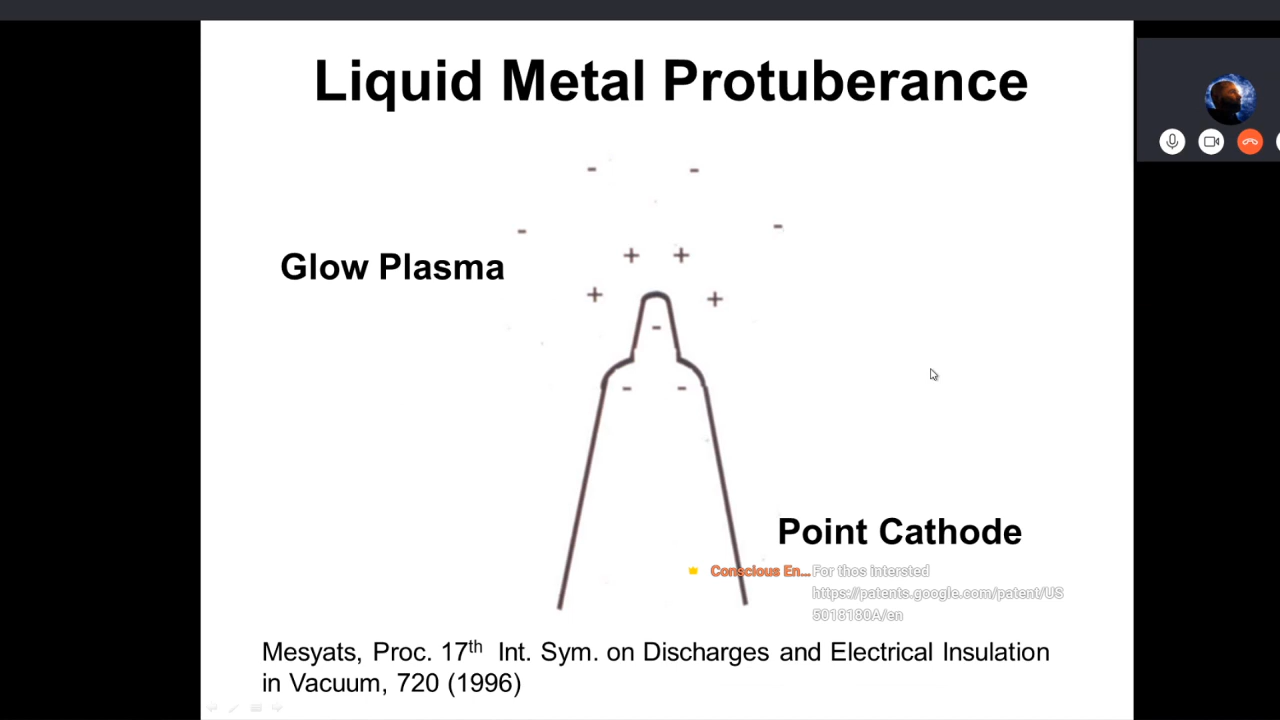 Liquid Metal Protuberance
- -
- -
Glow Plasma
+ +
+ +
-
- -
Point Cathode
Conscious En... For thos intersted
https://patents.google.com/patent/US
5018180A/en
Mesyats, Proc. 17th Int. Sym. on Discharges and Electrical Insulation
in Vacuum, 720 (1996)